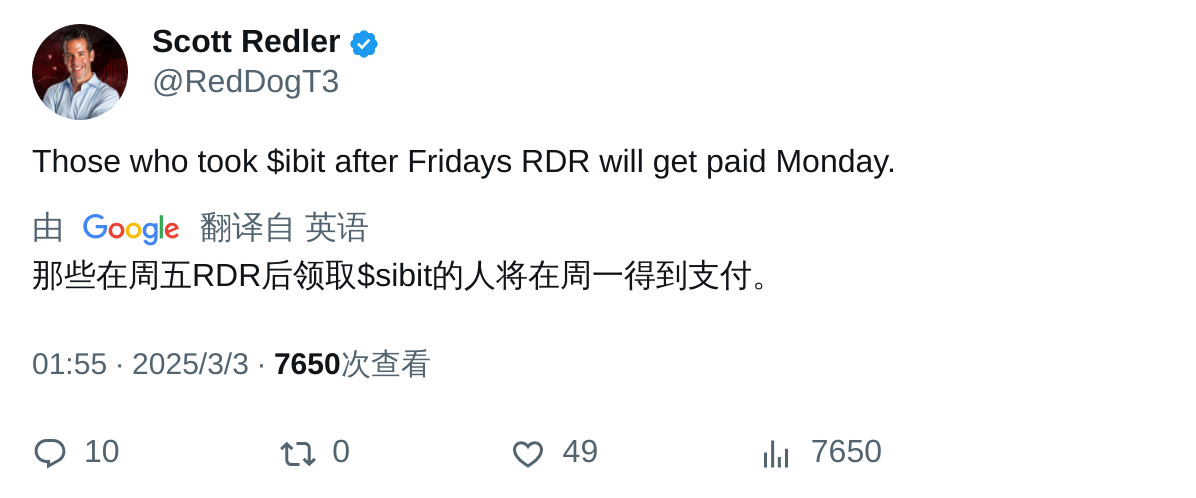 Scott Redler
@RedDogT3
Those who took $ibit after Fridays RDR will get paid Monday.
由 Google 翻译自 英语
那些在周五RDR后领取$sibit的人将在周一得到支付。
01:55 · 2025/3/3 · 7650次查看
10 0 49 7650